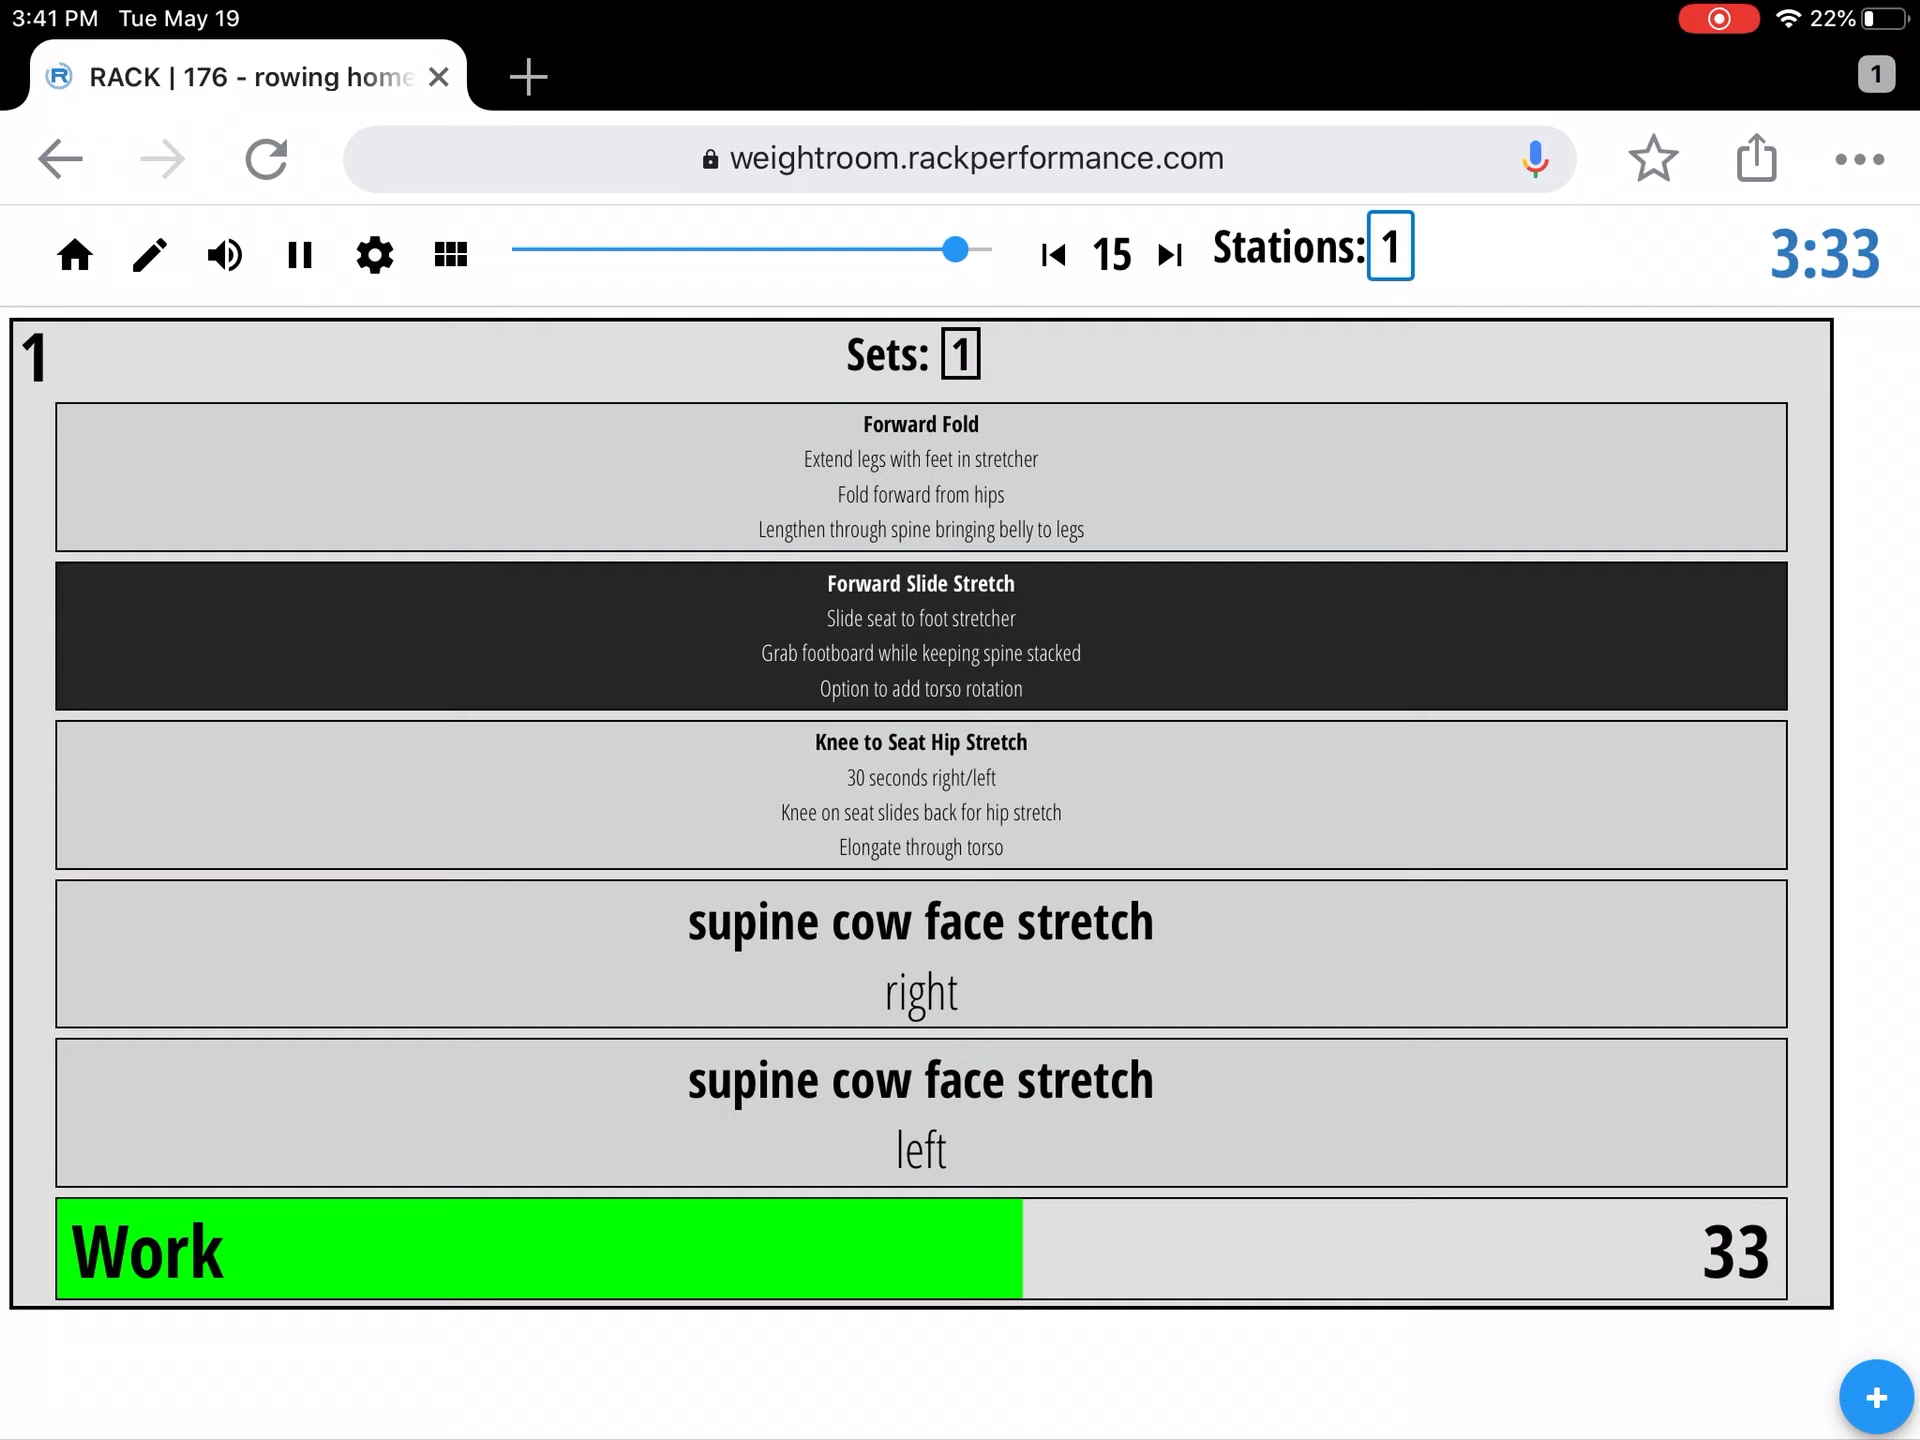 3:41 PM Tue May 19
22%
RACK | 176 - rowing home
1
weightroom.rackperformance.com
15
Stations: 1
3:33
1
Sets: 1
Forward Fold
Extend legs with feet in stretcher
Fold forward from hips
Lengthen through spine bringing belly to legs
Forward Slide Stretch
Slide seat to foot stretcher
Grab footboard while keeping spine stacked
Option to add torso rotation
Knee to Seat Hip Stretch
30 seconds right/left
Knee on seat slides back for hip stretch
Elongate through torso
supine cow face stretch
right
supine cow face stretch
left
Work 33